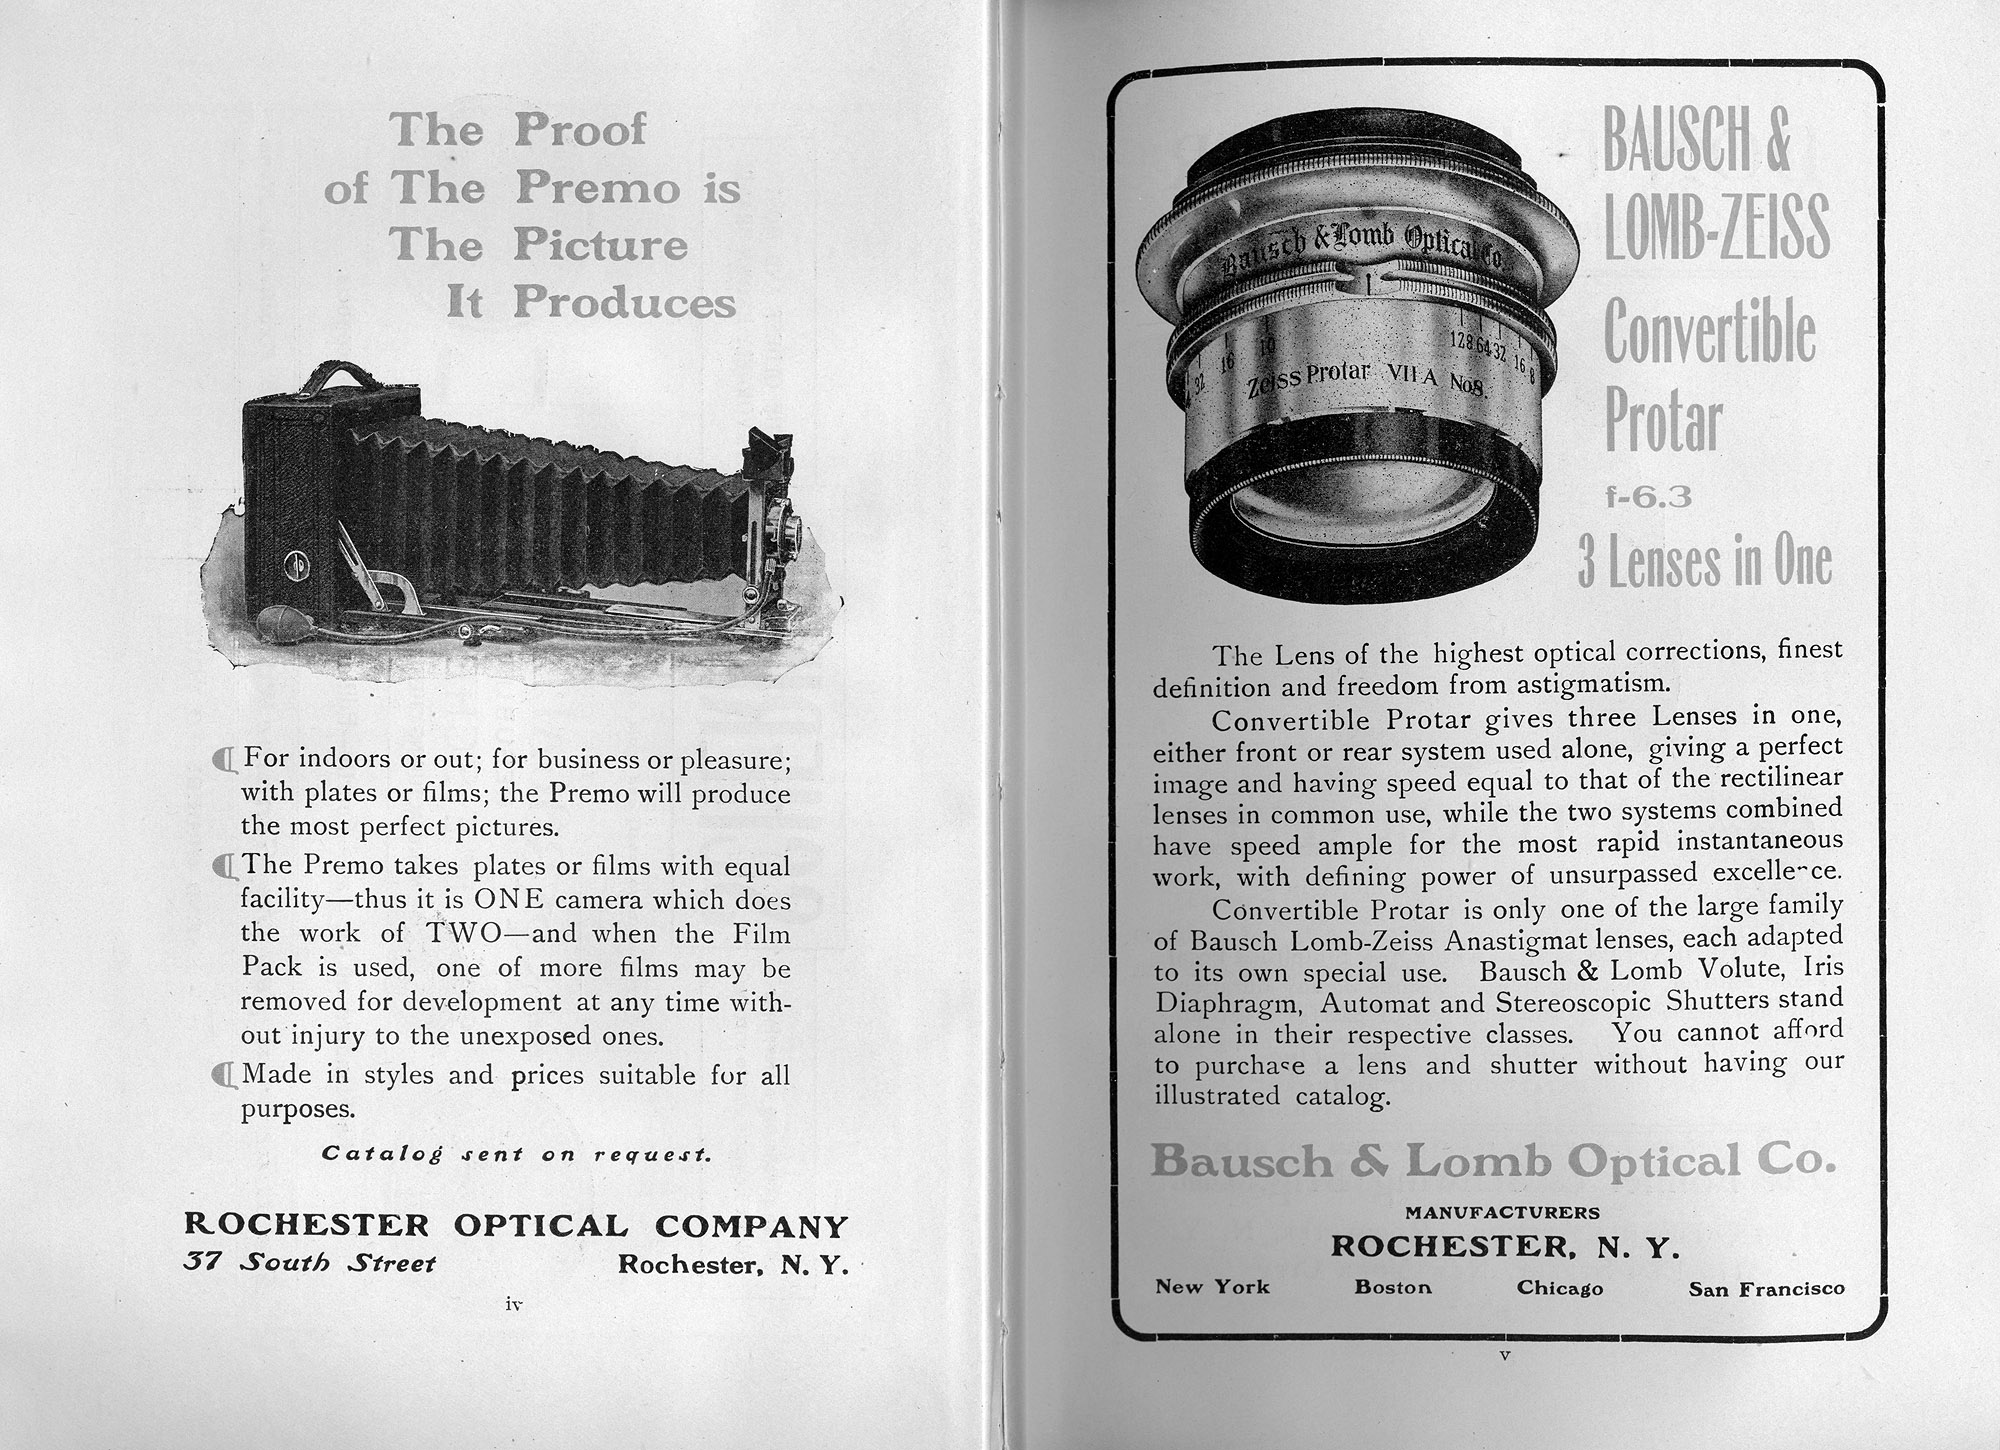 The Proof
of The Premo is
The Picture
It Produces
¶ For indoors or out; for business or pleasure;
with plates or films; the Premo will produce
the most perfect pictures.
¶ The Premo takes plates or films with equal
facility—thus it is ONE camera which does
the work of TWO—and when the Film
Pack is used, one of more films may be
removed for development at any time with-
out injury to the unexposed ones.
¶ Made in styles and prices suitable for all
purposes.
Catalog sent on request.
ROCHESTER OPTICAL COMPANY
37 South Street Rochester, N. Y.
iv
Bausch & Lomb Optical Co.
32 16 10 128 64 32 16 8
Zeiss Protar VIIA No8.
BAUSCH &
LOMB-ZEISS
Convertible
Protar
f-6.3
3 Lenses in One
The Lens of the highest optical corrections, finest
definition and freedom from astigmatism.
Convertible Protar gives three Lenses in one,
either front or rear system used alone, giving a perfect
image and having speed equal to that of the rectilinear
lenses in common use, while the two systems combined
have speed ample for the most rapid instantaneous
work, with defining power of unsurpassed excellence.
Convertible Protar is only one of the large family
of Bausch Lomb-Zeiss Anastigmat lenses, each adapted
to its own special use. Bausch & Lomb Volute, Iris
Diaphragm, Automat and Stereoscopic Shutters stand
alone in their respective classes. You cannot afford
to purchase a lens and shutter without having our
illustrated catalog.
Bausch & Lomb Optical Co.
MANUFACTURERS
ROCHESTER, N. Y.
New York Boston Chicago San Francisco
v